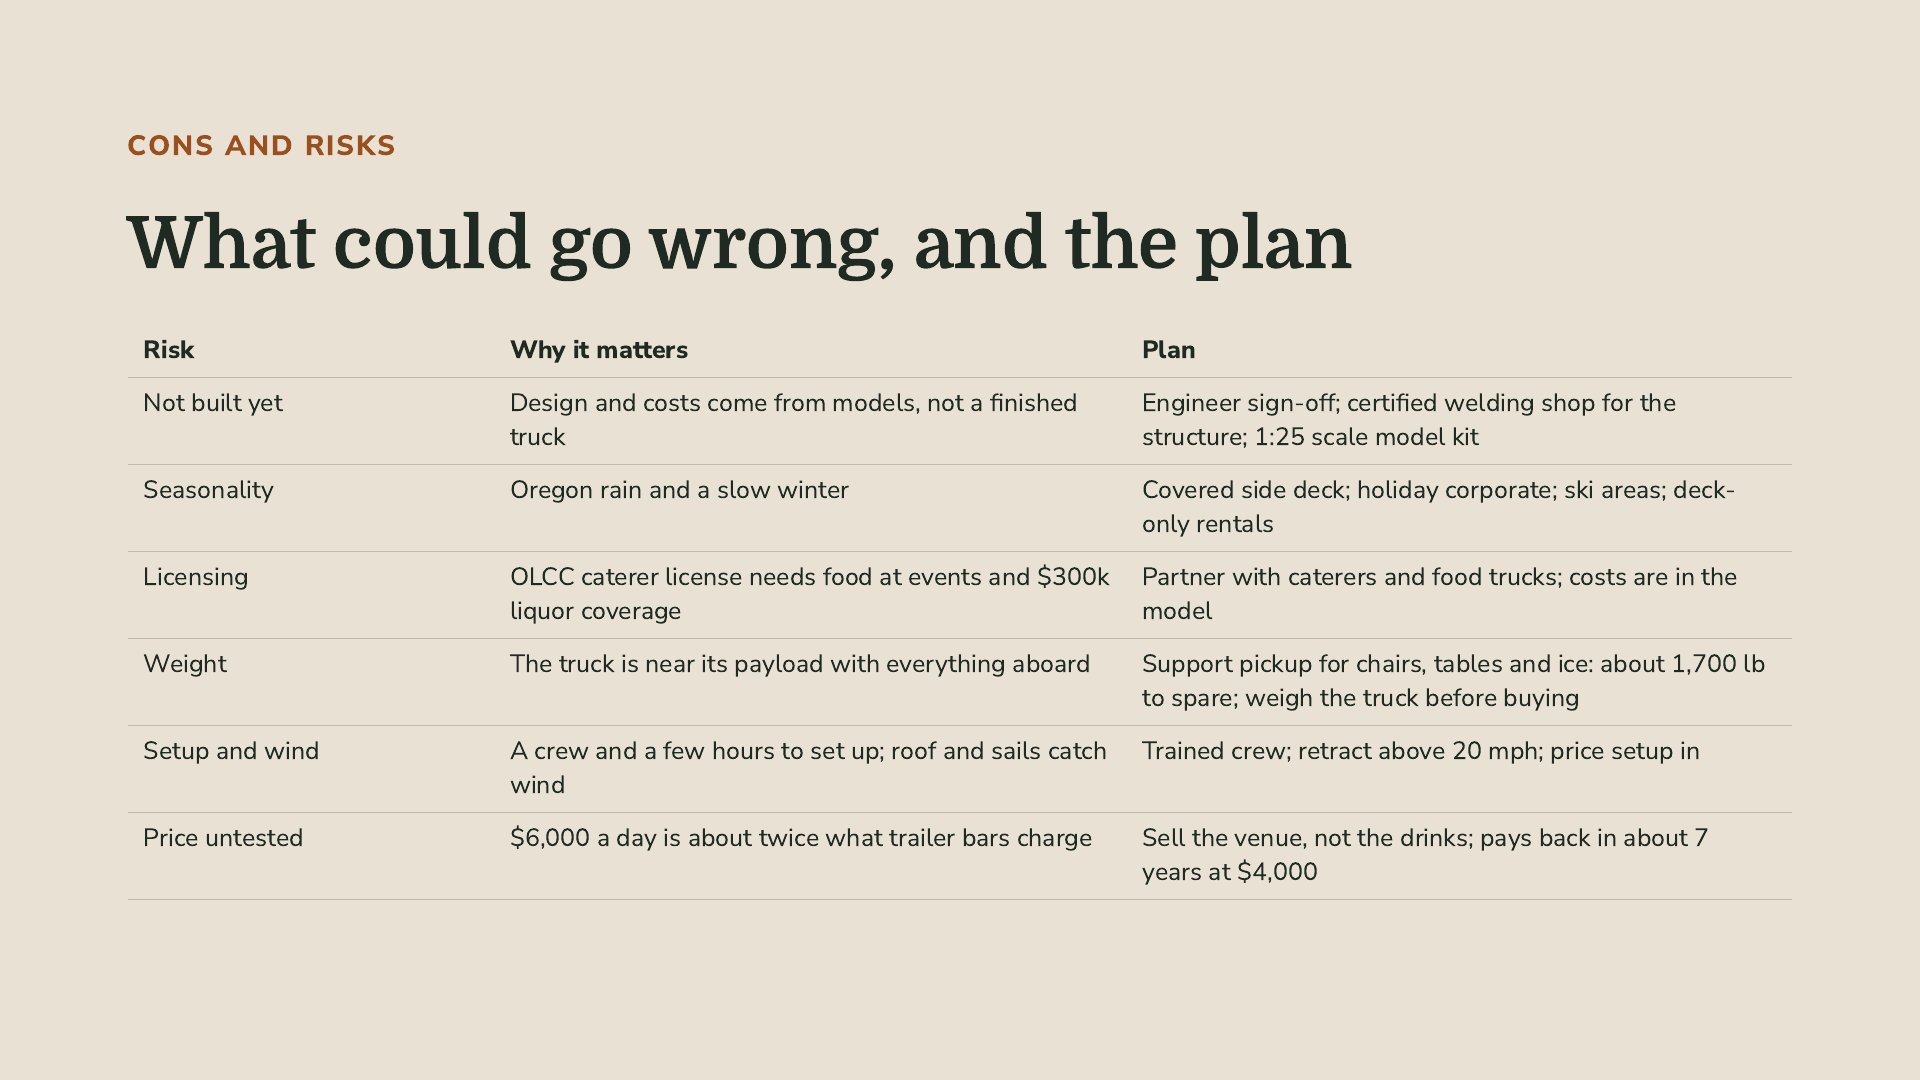 CONS AND RISKS
What could go wrong, and the plan
Risk Why it matters Plan
Not built yet Design and costs come from models, not a finished Engineer sign-off; certified welding shop for the
truck structure; 1:25 scale model kit
Seasonality Oregon rain and a slow winter Covered side deck; holiday corporate; ski areas; deck-
only rentals
Licensing OLCC caterer license needs food at events and $300k Partner with caterers and food trucks; costs are in the
liquor coverage model
Weight The truck is near its payload with everything aboard Support pickup for chairs, tables and ice: about 1,700 lb
to spare; weigh the truck before buying
Setup and wind A crew and a few hours to set up; roof and sails catch Trained crew; retract above 20 mph; price setup in
wind
Price untested $6,000 a day is about twice what trailer bars charge Sell the venue, not the drinks; pays back in about 7
years at $4,000